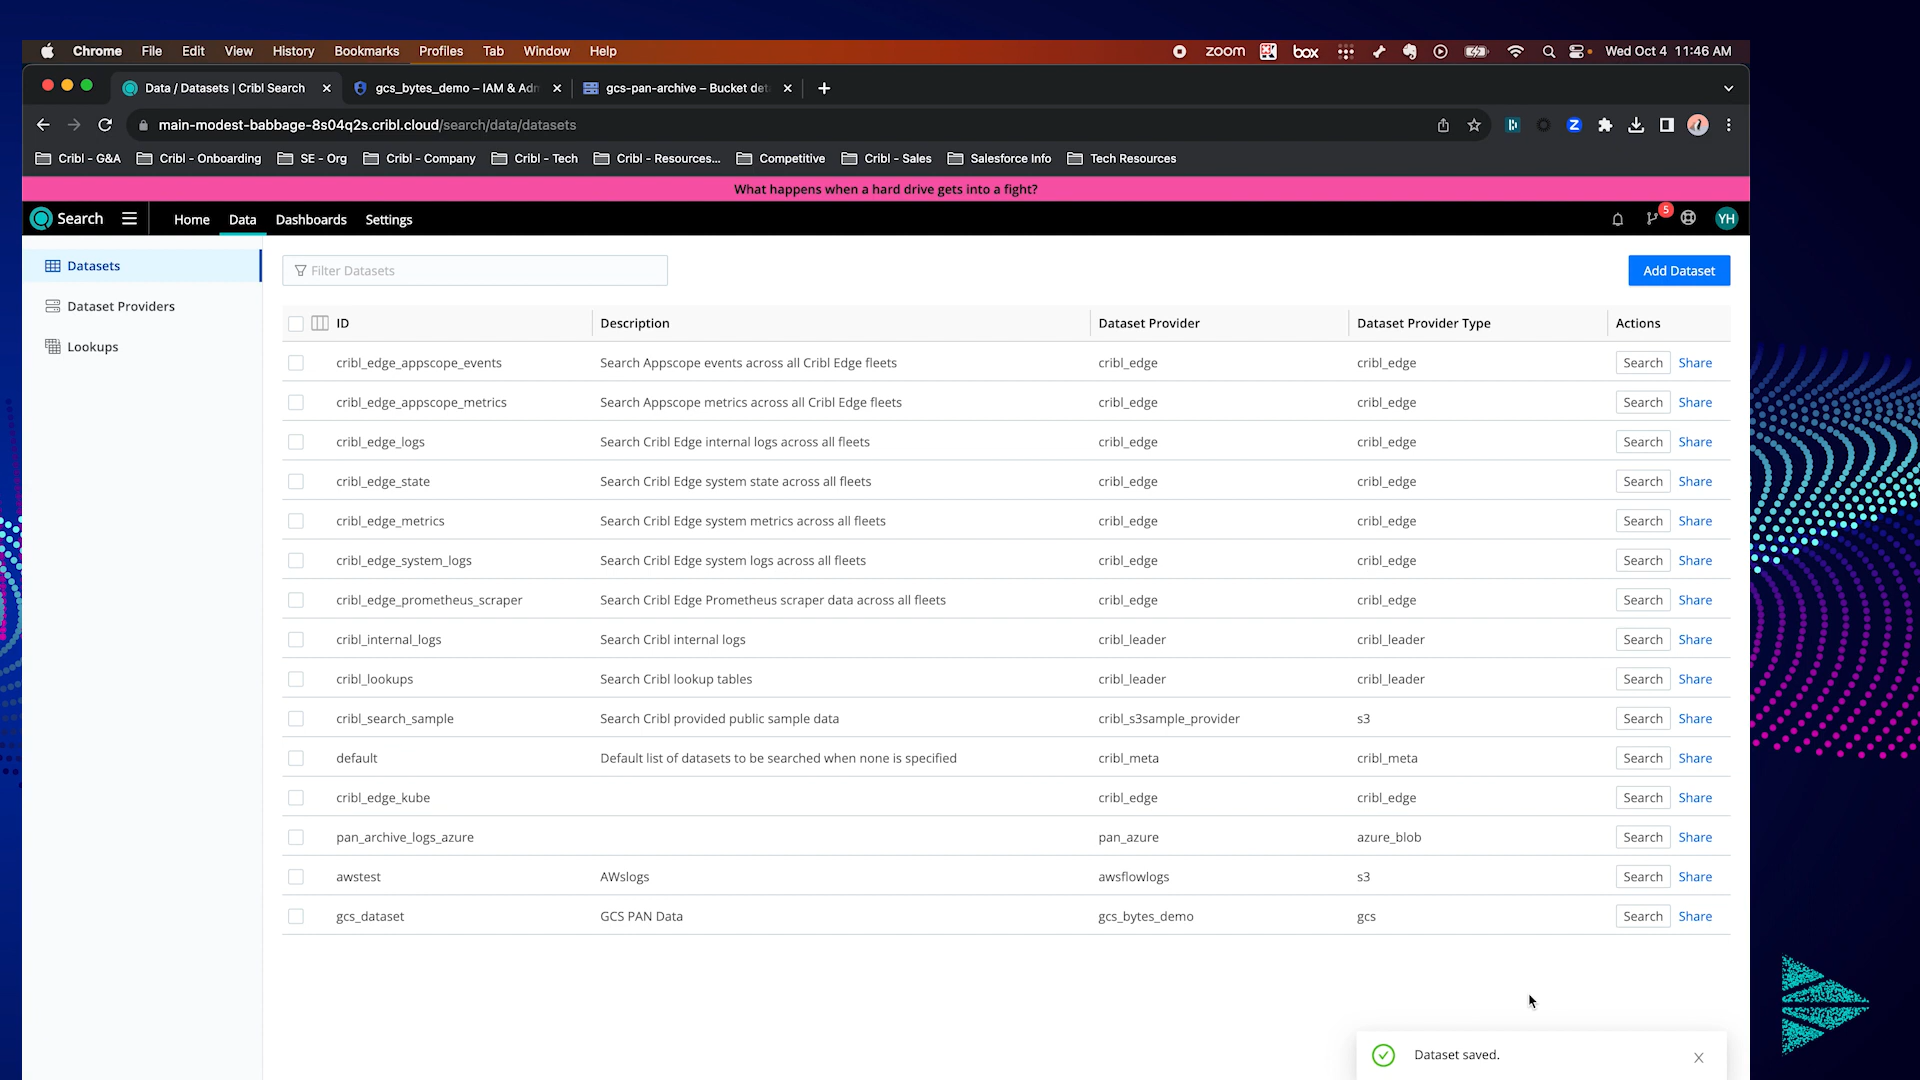 Chrome File Edit View History Bookmarks Profiles Tab Window Help zoom box Wed Oct 4 11:46 AM
Data / Datasets | Cribl Search gcs_bytes_demo – IAM & Adm gcs-pan-archive – Bucket det
main-modest-babbage-8s04q2s.cribl.cloud/search/data/datasets
Cribl - G&A Cribl - Onboarding SE - Org Cribl - Company Cribl - Tech Cribl - Resources... Competitive Cribl - Sales Salesforce Info Tech Resources
What happens when a hard drive gets into a fight?
Search Home Data Dashboards Settings 5 YH
Datasets
Dataset Providers
Lookups
Filter Datasets Add Dataset
ID Description Dataset Provider Dataset Provider Type Actions
cribl_edge_appscope_events Search Appscope events across all Cribl Edge fleets cribl_edge cribl_edge Search Share
cribl_edge_appscope_metrics Search Appscope metrics across all Cribl Edge fleets cribl_edge cribl_edge Search Share
cribl_edge_logs Search Cribl Edge internal logs across all fleets cribl_edge cribl_edge Search Share
cribl_edge_state Search Cribl Edge system state across all fleets cribl_edge cribl_edge Search Share
cribl_edge_metrics Search Cribl Edge system metrics across all fleets cribl_edge cribl_edge Search Share
cribl_edge_system_logs Search Cribl Edge system logs across all fleets cribl_edge cribl_edge Search Share
cribl_edge_prometheus_scraper Search Cribl Edge Prometheus scraper data across all fleets cribl_edge cribl_edge Search Share
cribl_internal_logs Search Cribl internal logs cribl_leader cribl_leader Search Share
cribl_lookups Search Cribl lookup tables cribl_leader cribl_leader Search Share
cribl_search_sample Search Cribl provided public sample data cribl_s3sample_provider s3 Search Share
default Default list of datasets to be searched when none is specified cribl_meta cribl_meta Search Share
cribl_edge_kube cribl_edge cribl_edge Search Share
pan_archive_logs_azure pan_azure azure_blob Search Share
awstest AWslogs awsflowlogs s3 Search Share
gcs_dataset GCS PAN Data gcs_bytes_demo gcs Search Share
Dataset saved.